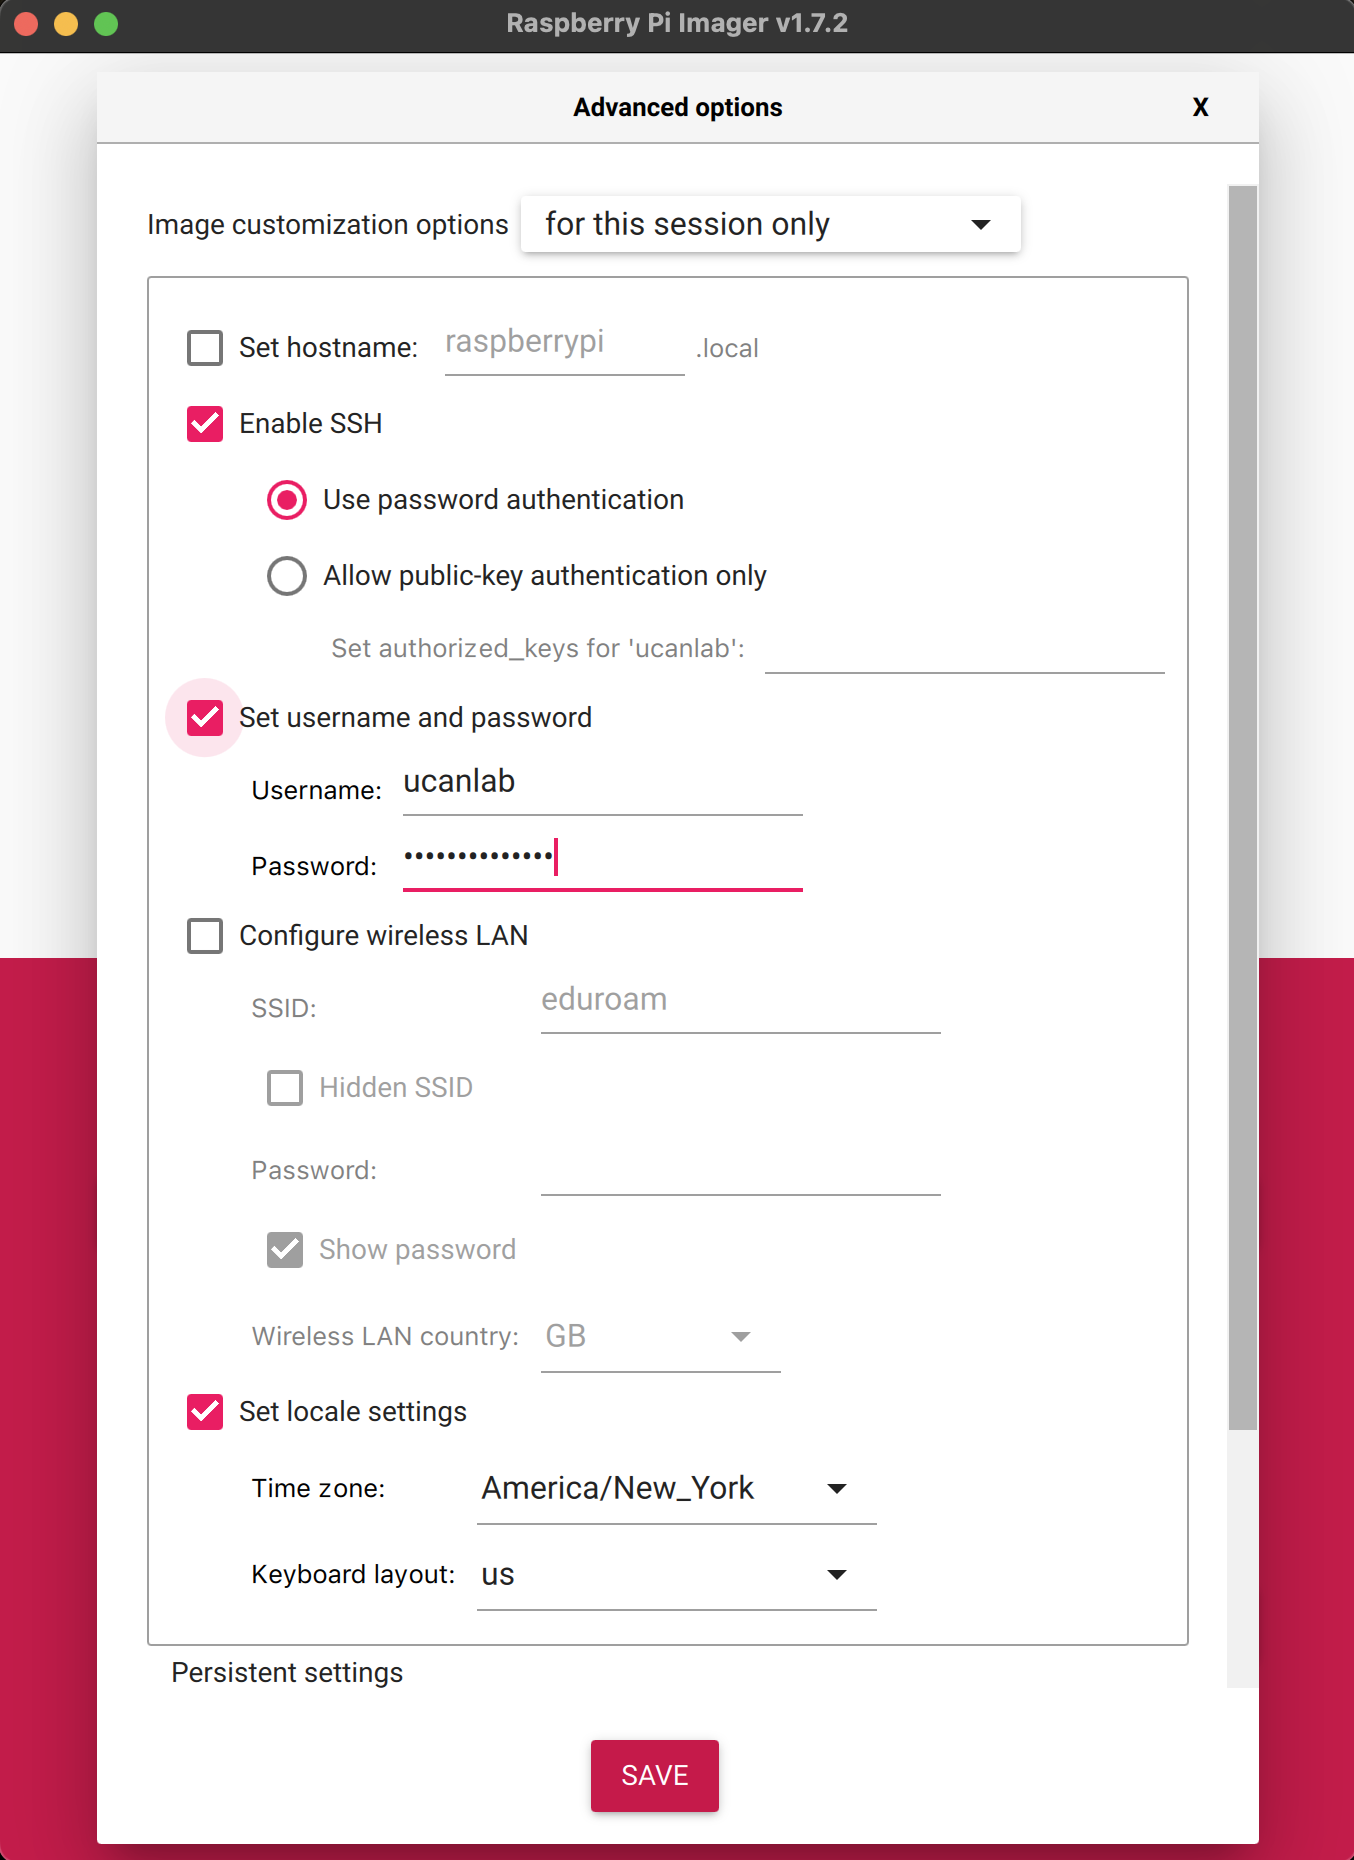 Raspberry Pi Imager v1.7.2
Advanced options X
Image customization options for this session only
Set hostname: raspberrypi .local
Enable SSH
Use password authentication
Allow public-key authentication only
Set authorized_keys for 'ucanlab':
Set username and password
Username: ucanlab
Password: ••••••••••••••
Configure wireless LAN
SSID: eduroam
Hidden SSID
Password:
Show password
Wireless LAN country: GB
Set locale settings
Time zone: America/New_York
Keyboard layout: us
Persistent settings
SAVE